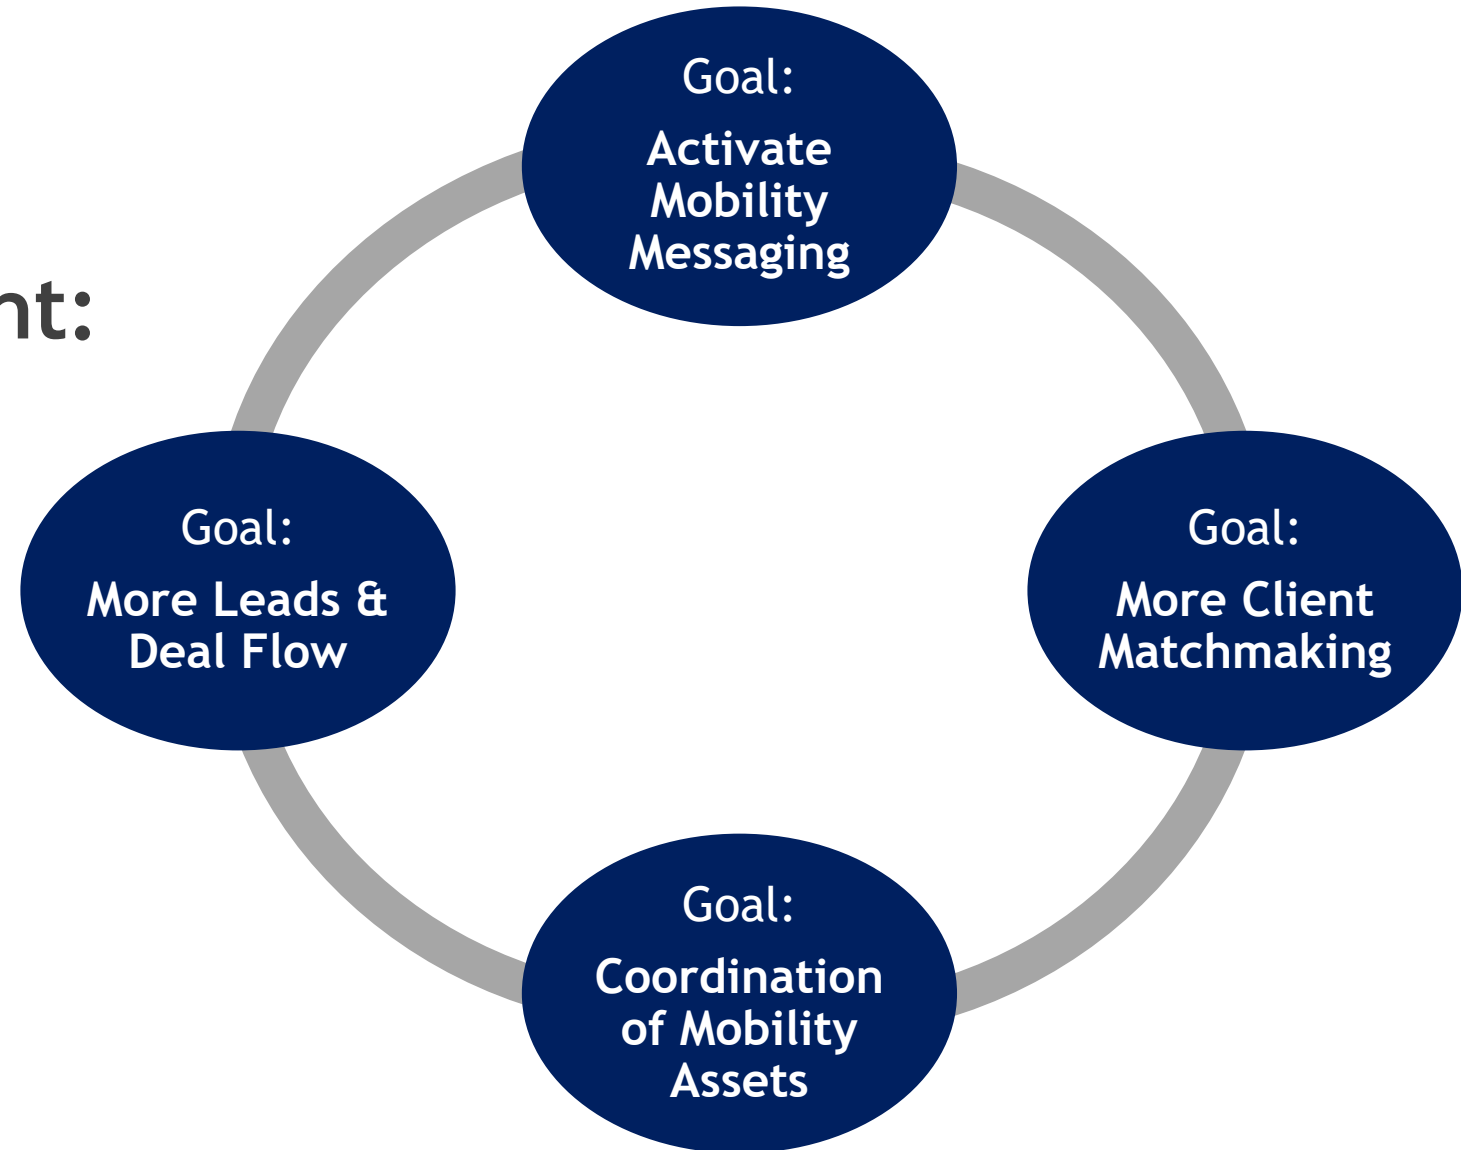 Goal:
Activate
Mobility
Messaging
nt:
Goal:
More Leads &
Deal Flow
Goal:
More Client
Matchmaking
Goal:
Coordination
of Mobility
Assets